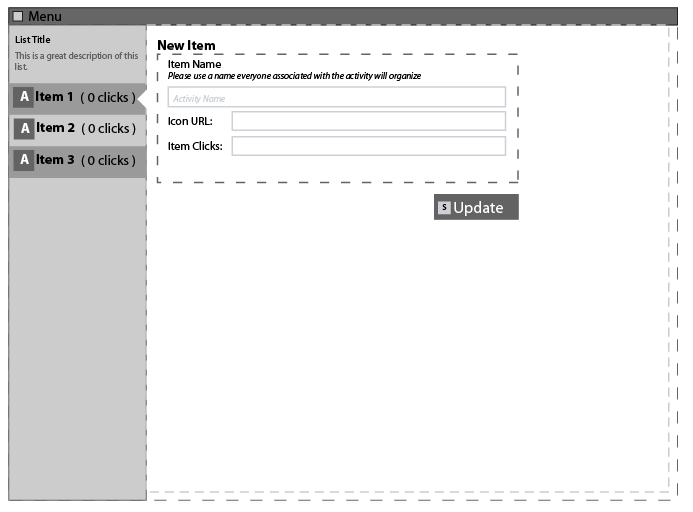 Menu
List Title
This is a great description of this
list.
A Item 1 ( 0 clicks )
A Item 2 ( 0 clicks )
A Item 3 ( 0 clicks )
New Item
Item Name
Please use a name everyone associated with the activity will organize
Activity Name
Icon URL:
Item Clicks:
S Update